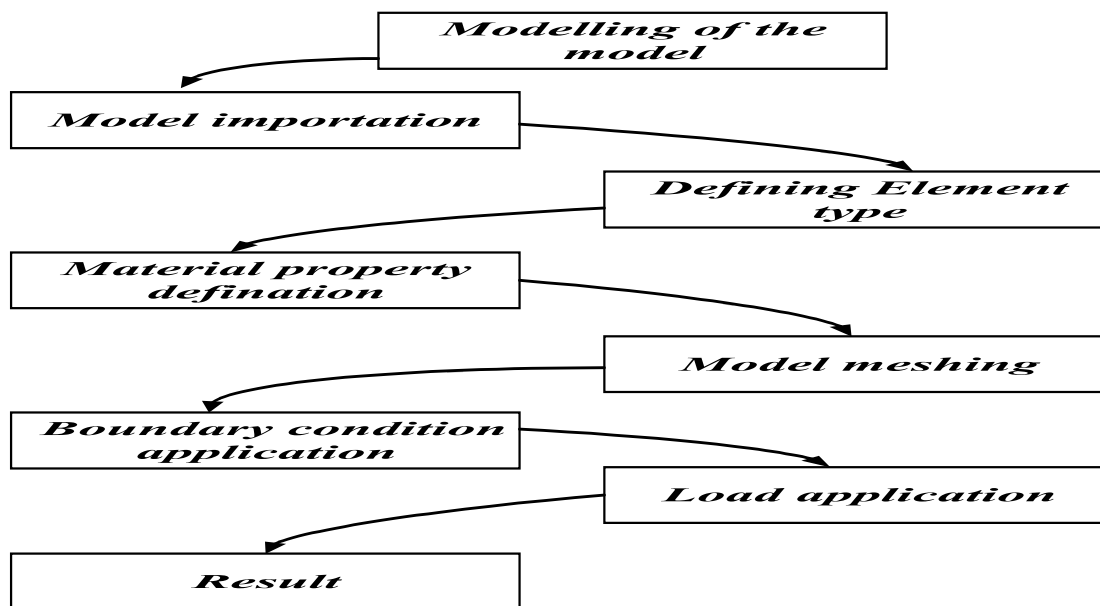 Modelling of the
model
Model importation
Defining Element
type
Material property
defination
Model meshing
Boundary condition
application
Load application
Result